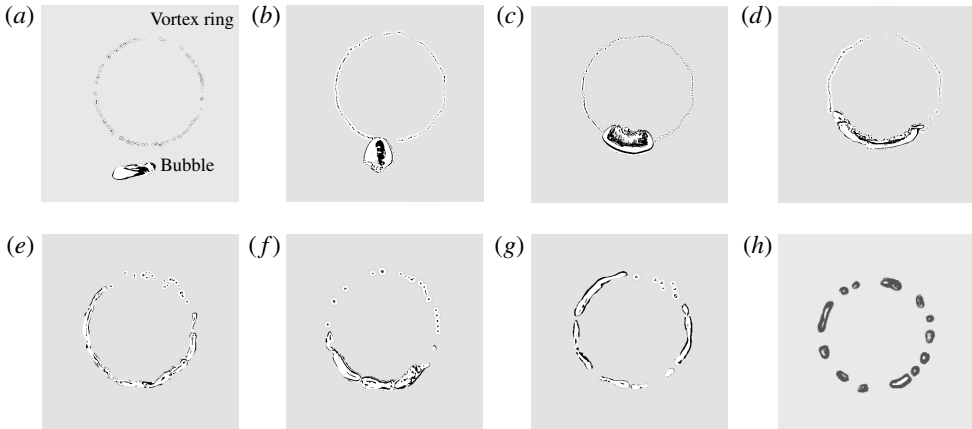 (a)
Vortex ring
Bubble
(b)
(c)
(d)
(e)
(f)
(g)
(h)